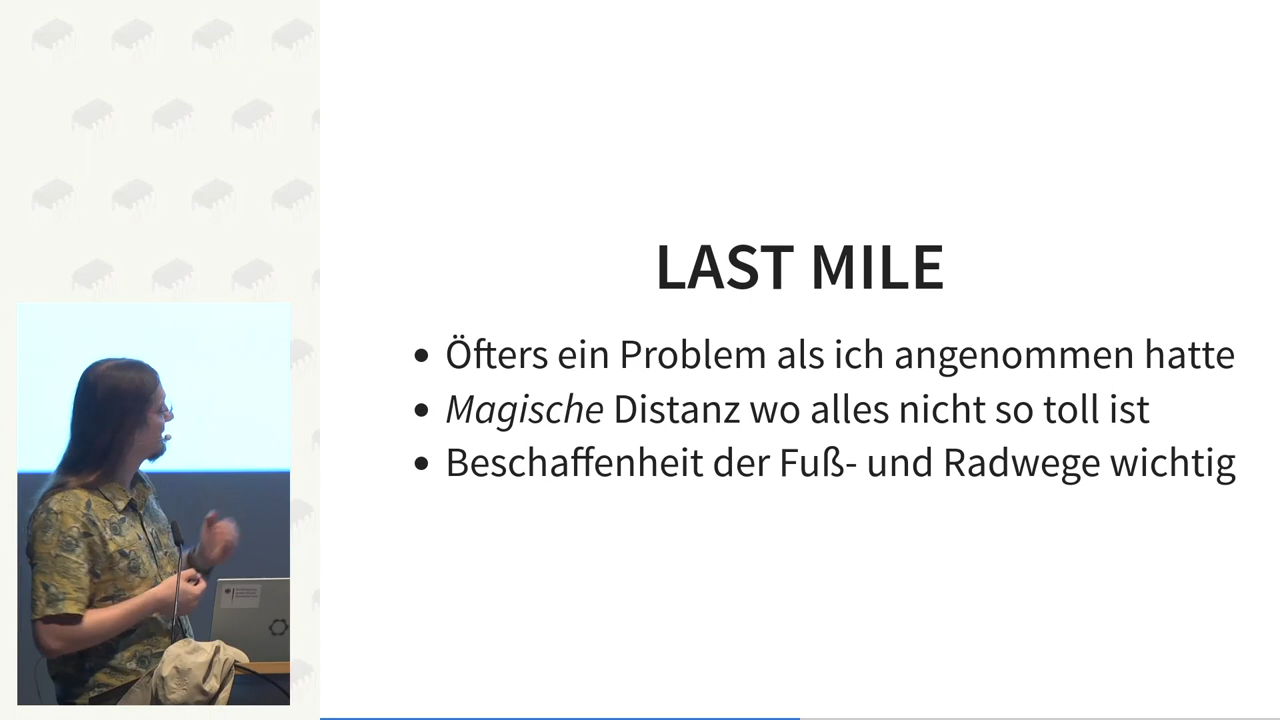 LAST MILE
Öfters ein Problem als ich angenommen hatte
Magische Distanz wo alles nicht so toll ist
Beschaffenheit der Fuß- und Radwege wichtig